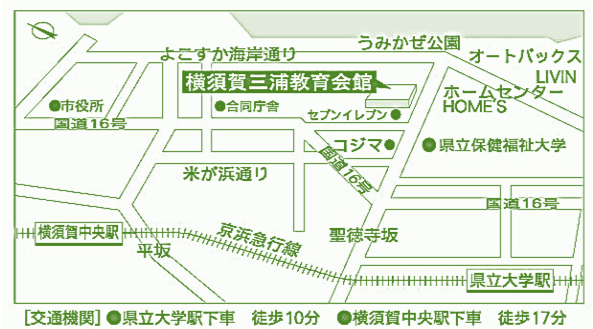 うみかぜ公園
よこすか海岸通り
オートバックス
LIVIN
横須賀三浦教育会館
ホームセンター
HOME'S
市役所
合同庁舎
セブンイレブン
国道16号
コジマ
県立保健福祉大学
米が浜通り
国道16号
国道16号
横須賀中央駅
平坂
京浜急行線
聖徳寺坂
県立大学駅
[交通機関] ●県立大学駅下車 徒歩10分 ●横須賀中央駅下車 徒歩17分